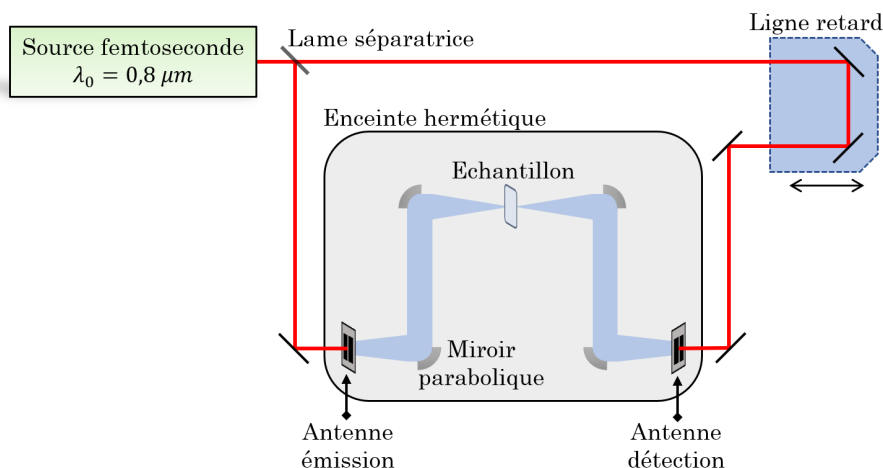 Ligne retard
Source femtoseconde
λ₀ = 0,8 μm
Lame séparatrice
Enceinte hermétique
Echantillon
Miroir
parabolique
Antenne
émission
Antenne
détection